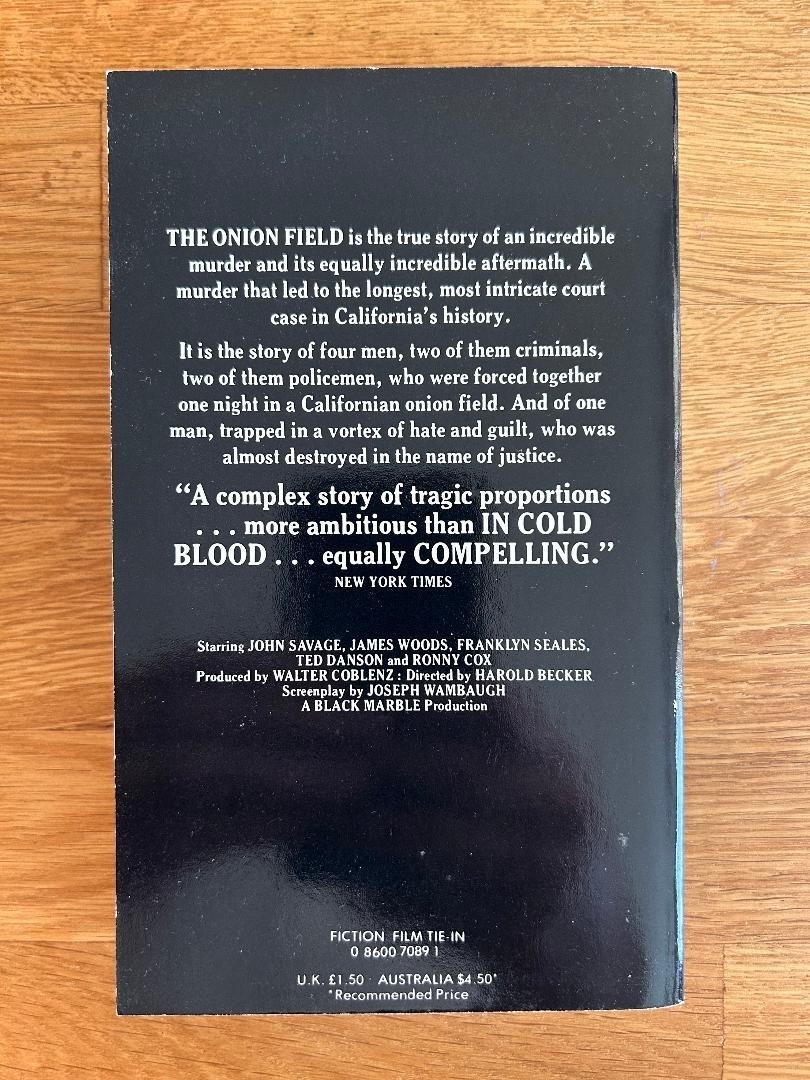 THE ONION FIELD is the true story of an incredible
murder and its equally incredible aftermath. A
murder that led to the longest, most intricate court
case in California's history.
It is the story of four men, two of them criminals,
two of them policemen, who were forced together
one night in a Californian onion field. And of one
man, trapped in a vortex of hate and guilt, who was
almost destroyed in the name of justice.
“A complex story of tragic proportions
. . . more ambitious than IN COLD
BLOOD . . . equally COMPELLING.”
NEW YORK TIMES
Starring JOHN SAVAGE, JAMES WOODS, FRANKLYN SEALES,
TED DANSON and RONNY COX
Produced by WALTER COBLENZ : Directed by HAROLD BECKER
Screenplay by JOSEPH WAMBAUGH
A BLACK MARBLE Production
FICTION FILM TIE-IN
0 8600 7089 1
U.K. £1.50 · AUSTRALIA $4.50*
*Recommended Price